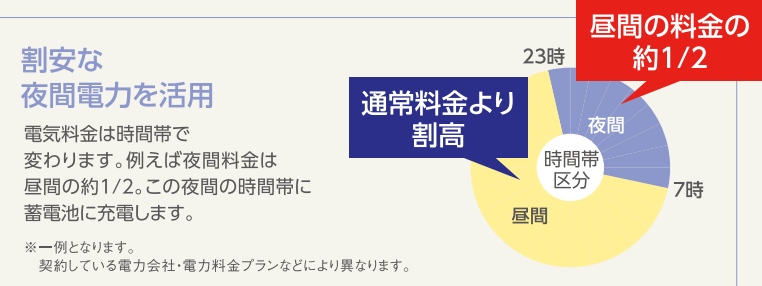 割安な
夜間電力を活用
電気料金は時間帯で
変わります。例えば夜間料金は
昼間の約1/2。この夜間の時間帯に
蓄電池に充電します。
※一例となります。
契約している電力会社・電力料金プランなどにより異なります。
昼間の料金の
約1/2
23時
通常料金より
割高
夜間
時間帯
区分
7時
昼間